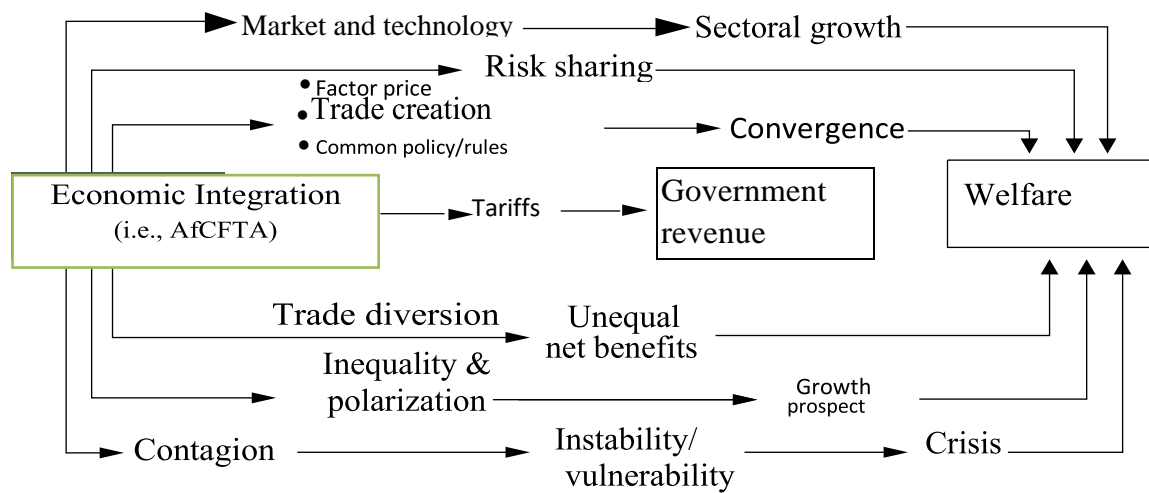 Market and technology
Sectoral growth
Risk sharing
• Factor price
• Trade creation
• Common policy/rules
Convergence
Economic Integration
(i.e., AfCFTA)
Tariffs
Government
revenue
Welfare
Trade diversion
Unequal
net benefits
Inequality &
polarization
Growth
prospect
Contagion
Instability/
vulnerability
Crisis